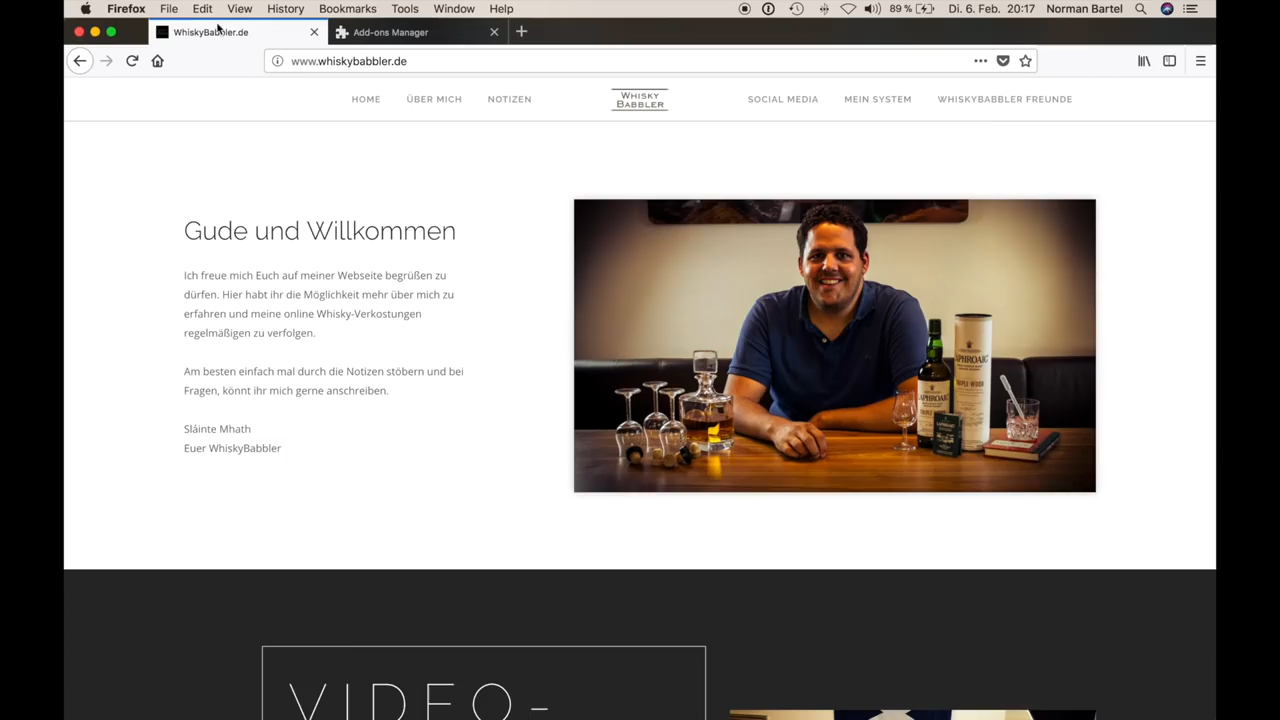 Firefox File Edit View History Bookmarks Tools Window Help 89 % Di. 6. Feb. 20:17 Norman Bartel
WhiskyBabbler.de Add-ons Manager
www.whiskybabbler.de
HOME ÜBER MICH NOTIZEN WHISKY BABBLER SOCIAL MEDIA MEIN SYSTEM WHISKYBABBLER FREUNDE
Gude und Willkommen
Ich freue mich Euch auf meiner Webseite begrüßen zu
dürfen. Hier habt ihr die Möglichkeit mehr über mich zu
erfahren und meine online Whisky-Verkostungen
regelmäßigen zu verfolgen.
Am besten einfach mal durch die Notizen stöbern und bei
Fragen, könnt ihr mich gerne anschreiben.
Sláinte Mhath
Euer WhiskyBabbler
LAPHROAIG
LAPHROAIG
TRIPLE WOOD
VIDEO-